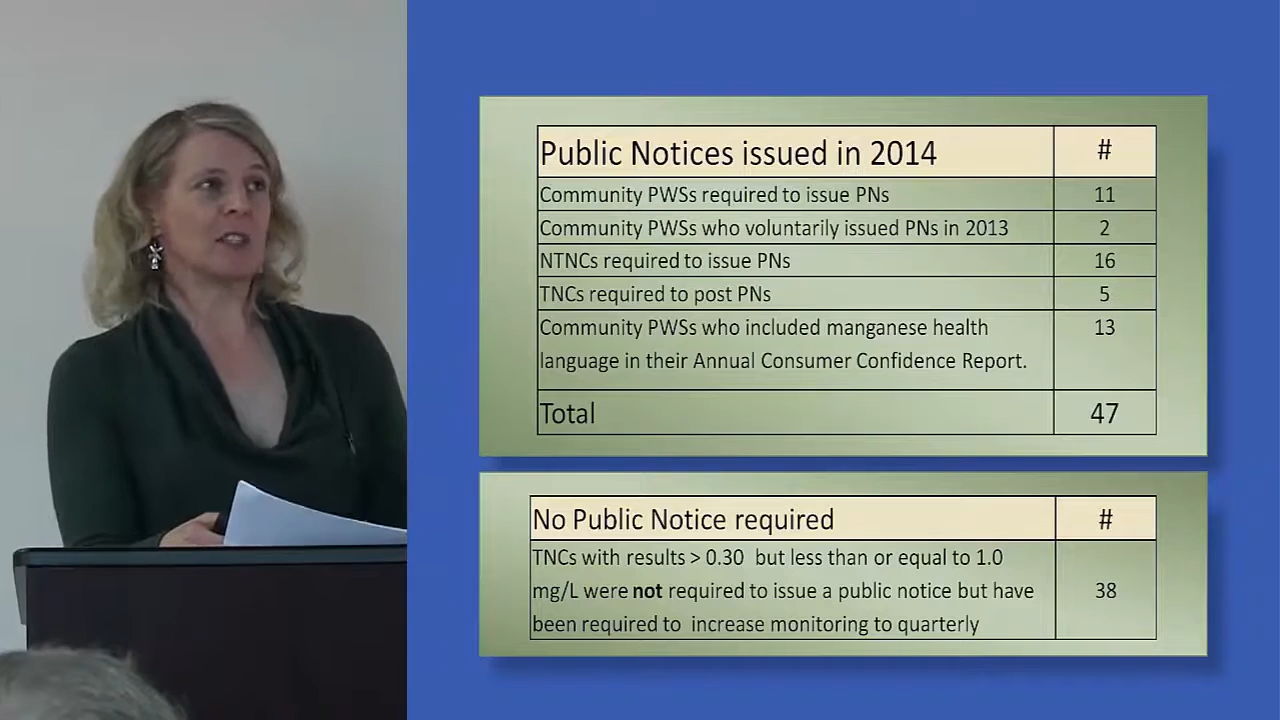 Public Notices issued in 2014 #
Community PWSs required to issue PNs 11
Community PWSs who voluntarily issued PNs in 2013 2
NTNCs required to issue PNs 16
TNCs required to post PNs 5
Community PWSs who included manganese health 13
language in their Annual Consumer Confidence Report.
Total 47
No Public Notice required #
TNCs with results > 0.30 but less than or equal to 1.0
mg/L were not required to issue a public notice but have 38
been required to increase monitoring to quarterly